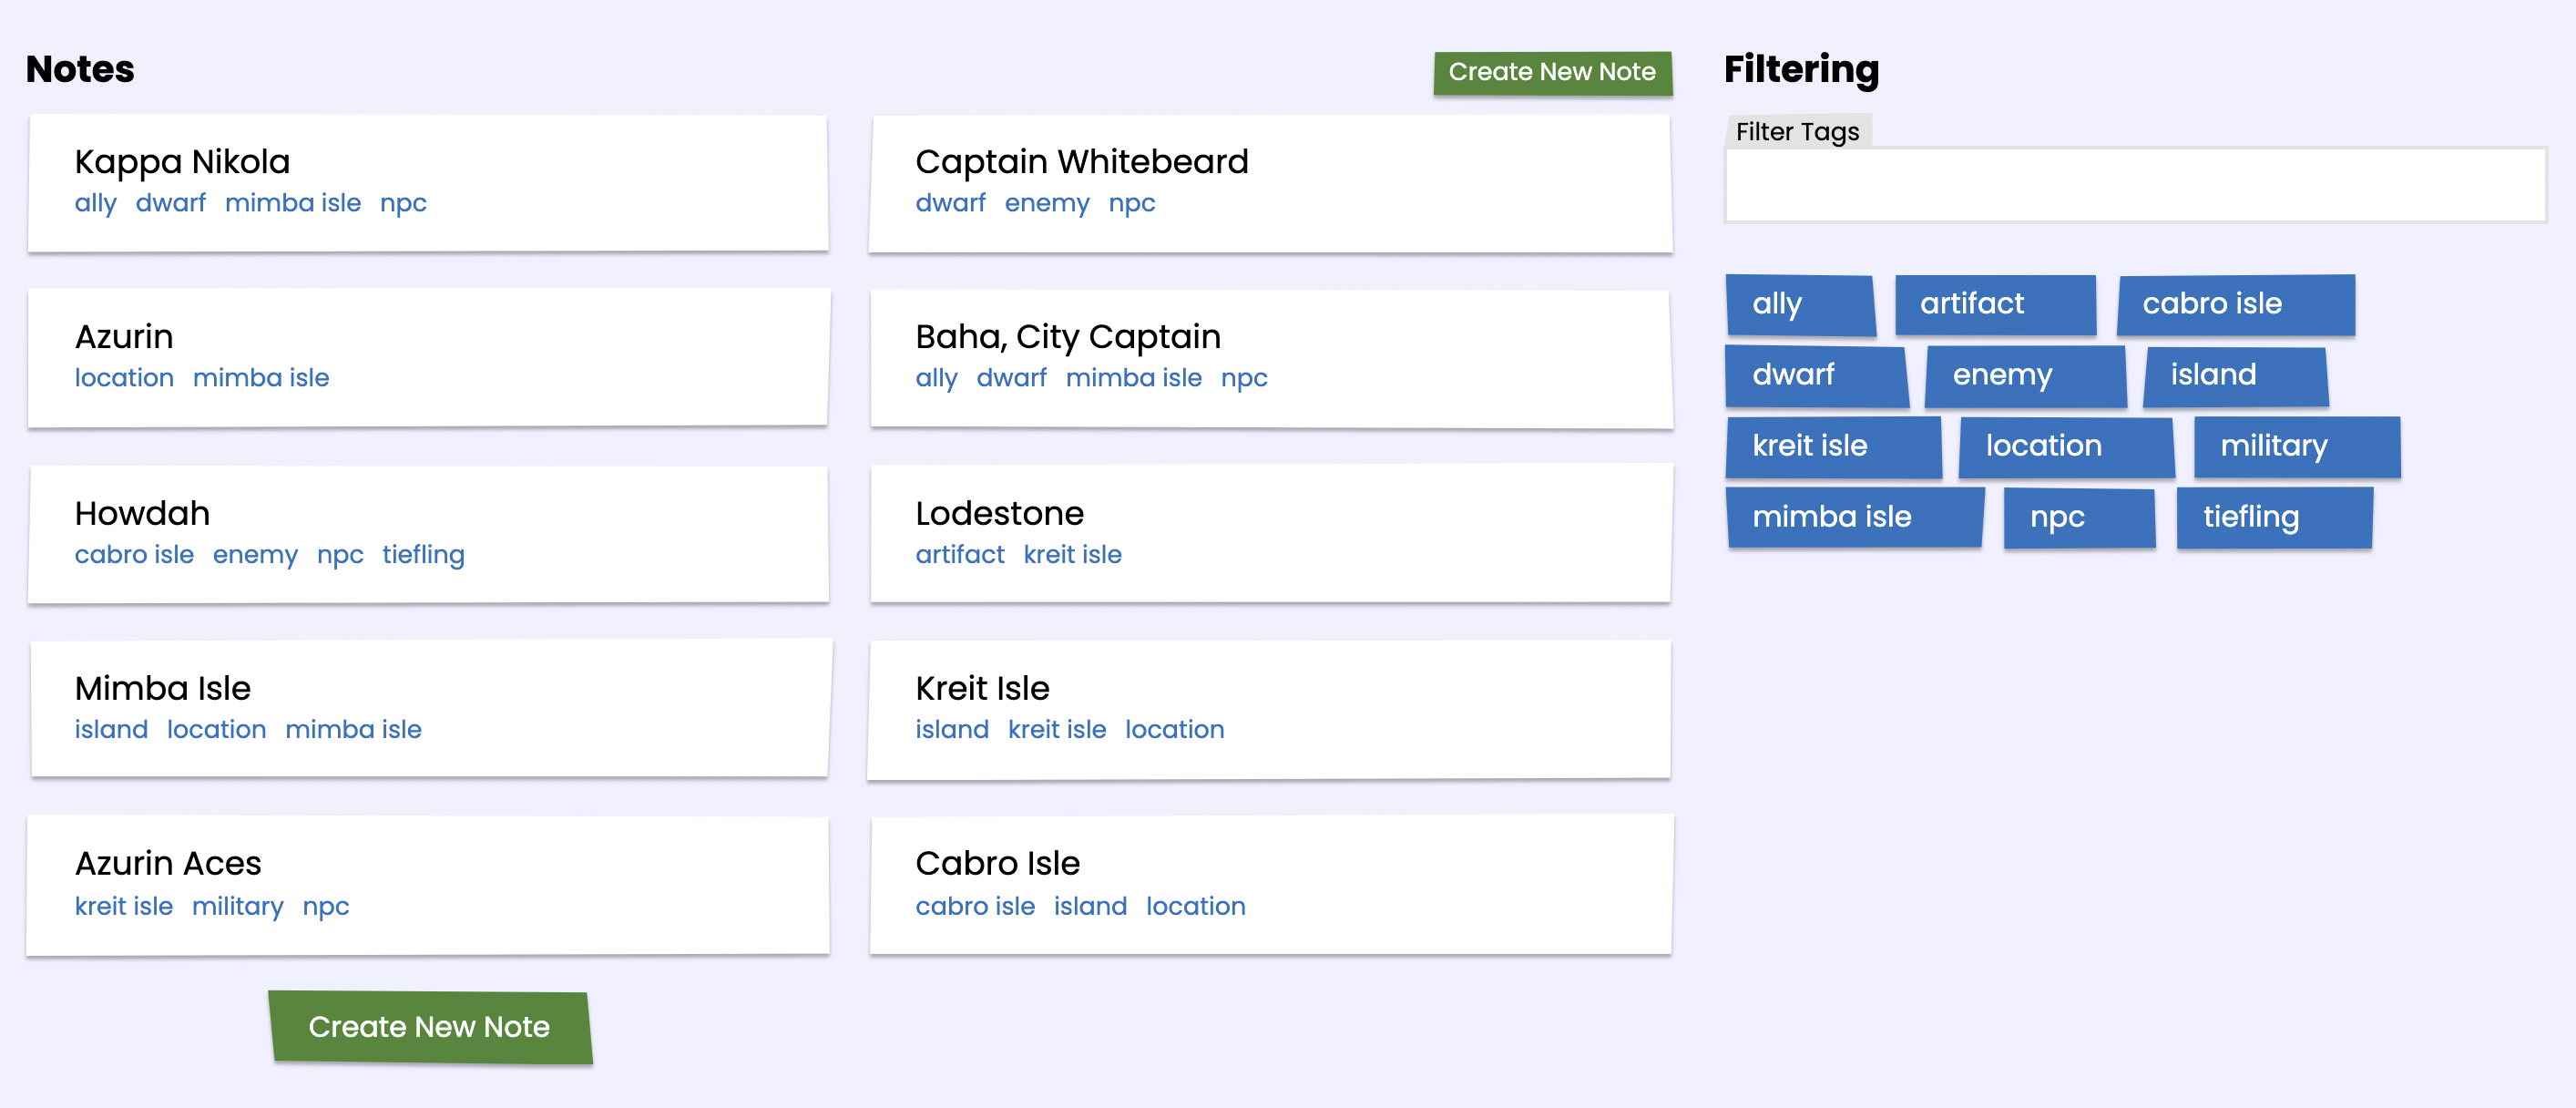 Notes
Create New Note
Kappa Nikola
ally dwarf mimba isle npc
Captain Whitebeard
dwarf enemy npc
Azurin
location mimba isle
Baha, City Captain
ally dwarf mimba isle npc
Howdah
cabro isle enemy npc tiefling
Lodestone
artifact kreit isle
Mimba Isle
island location mimba isle
Kreit Isle
island kreit isle location
Azurin Aces
kreit isle military npc
Cabro Isle
cabro isle island location
Create New Note
Filtering
Filter Tags
ally artifact cabro isle
dwarf enemy island
kreit isle location military
mimba isle npc tiefling